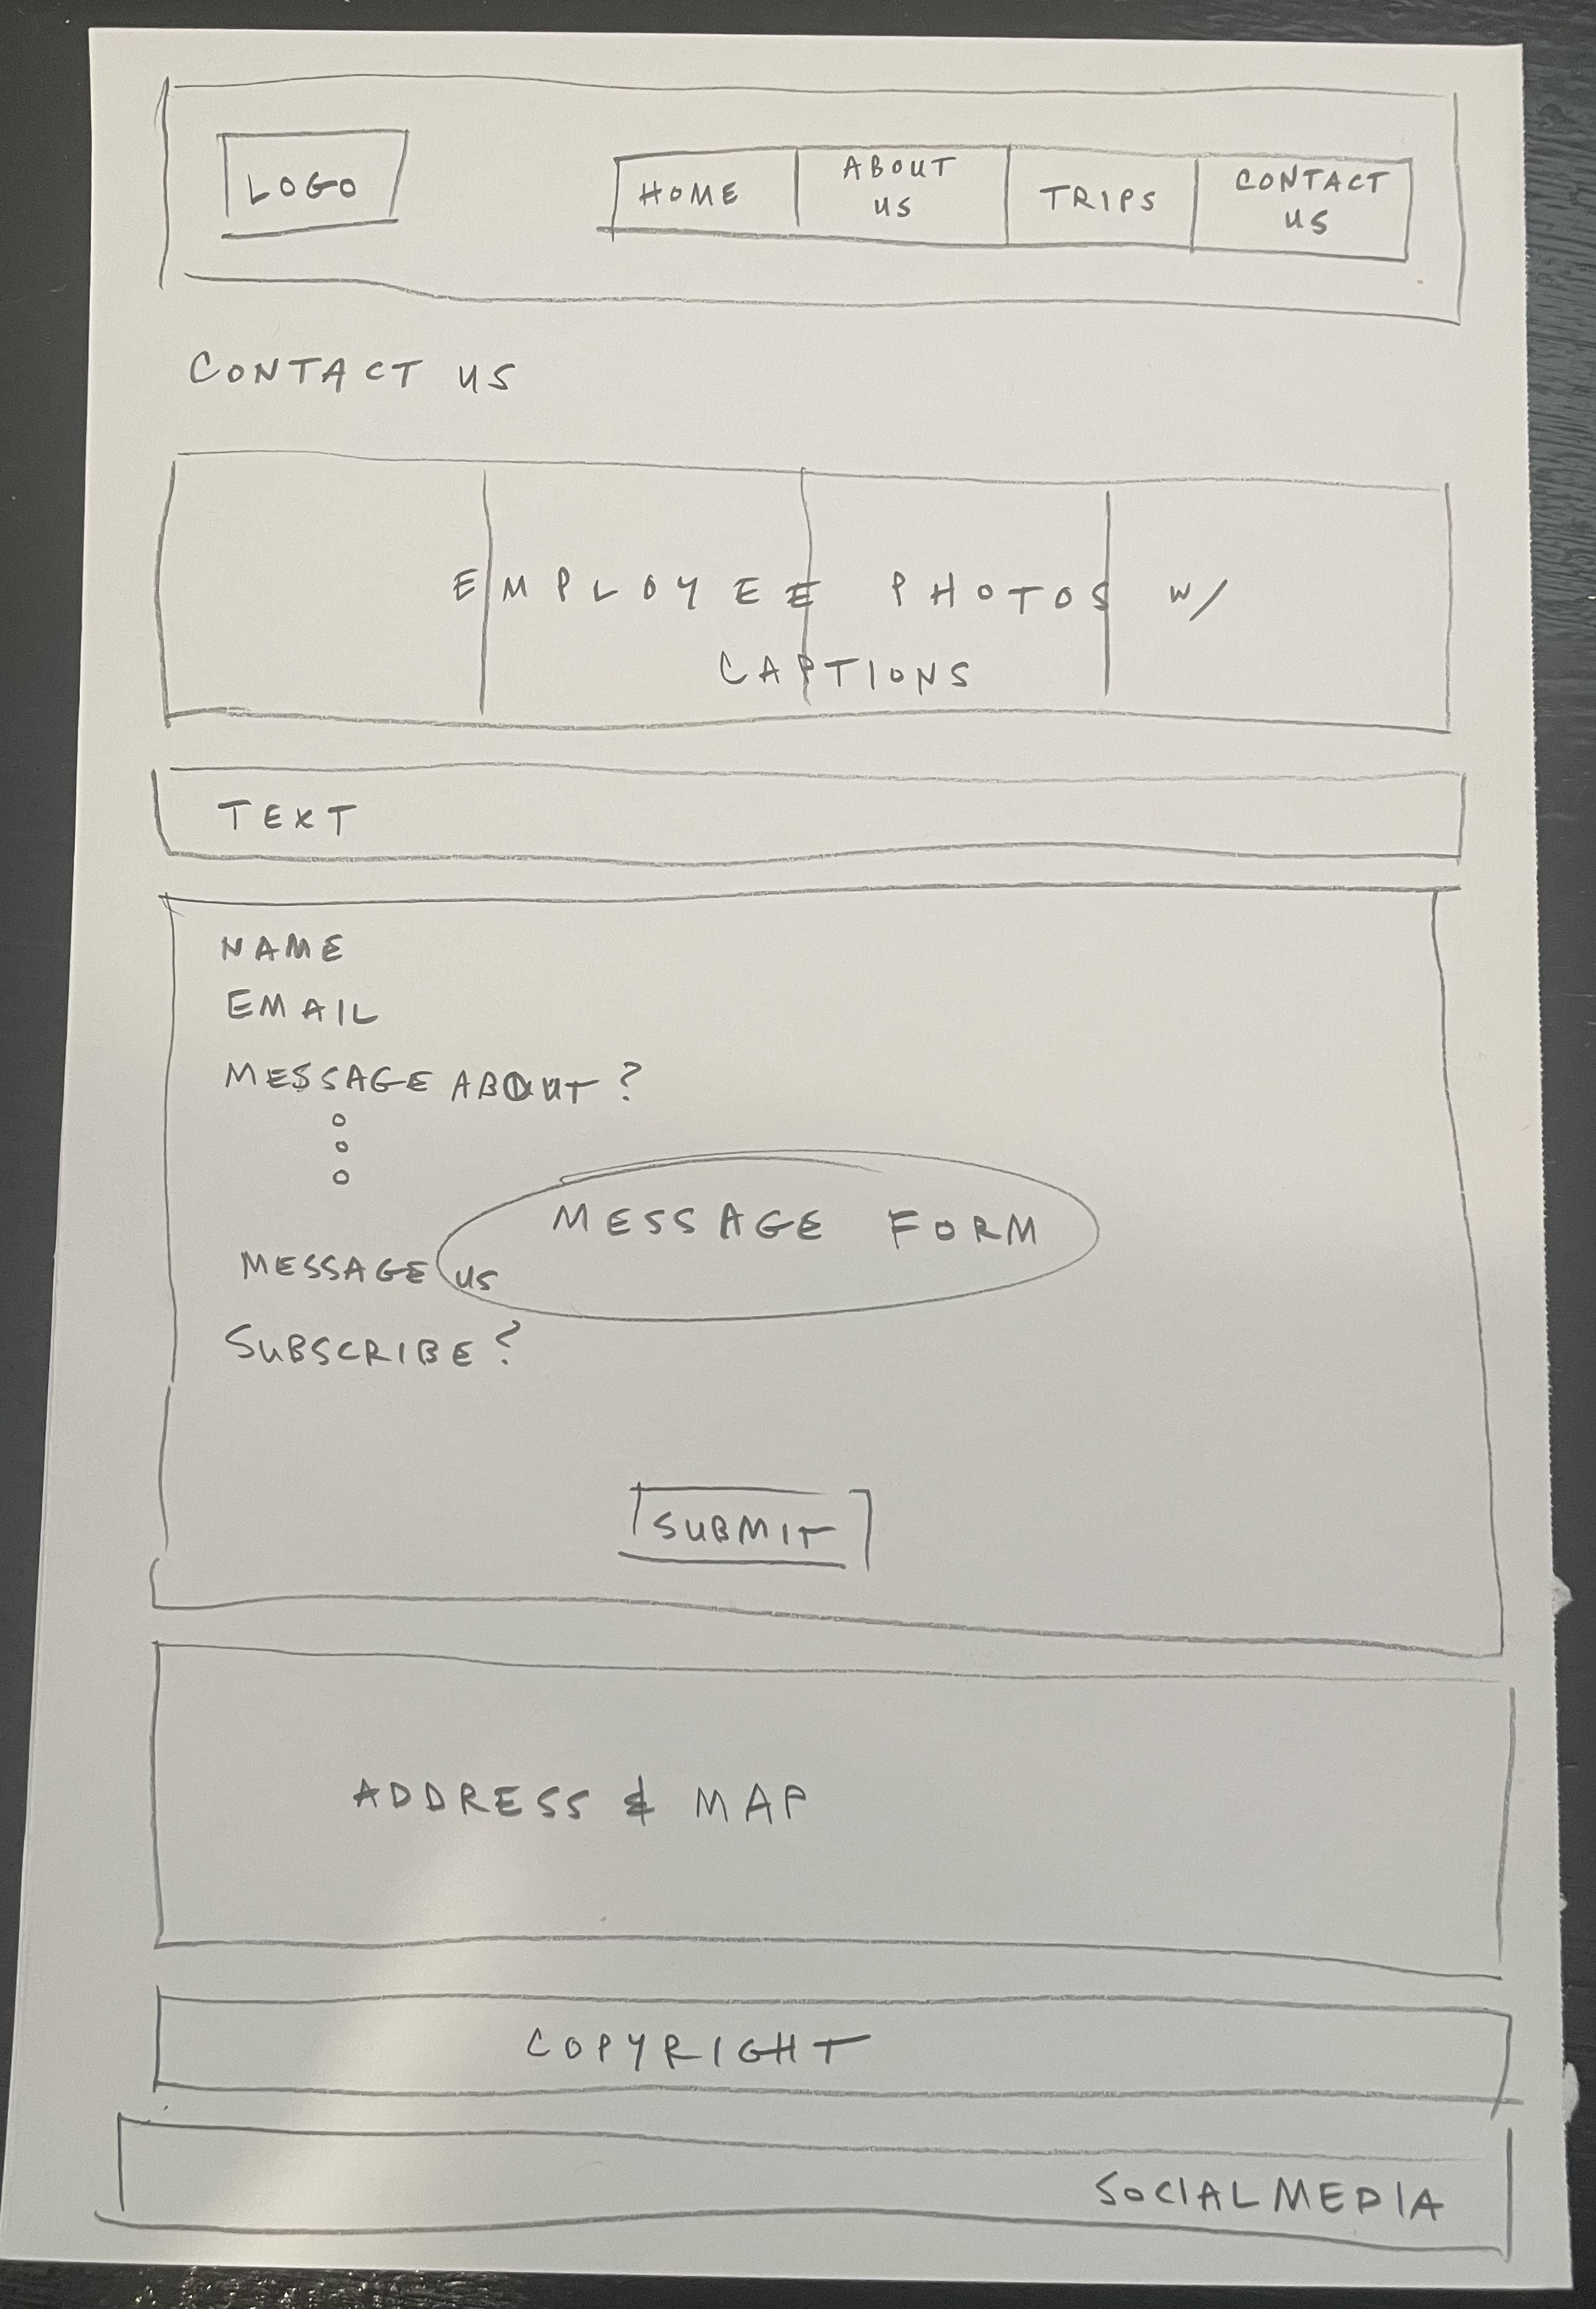 LOGO
HOME
ABOUT
US
TRIPS
CONTACT
US
CONTACT US
EMPLOYEE PHOTOS W/
CAPTIONS
TEXT
NAME
EMAIL
MESSAGE ABOUT?
MESSAGE FORM
MESSAGE US
SUBSCRIBE?
SUBMIT
ADDRESS & MAP
COPYRIGHT
SOCIAL MEDIA